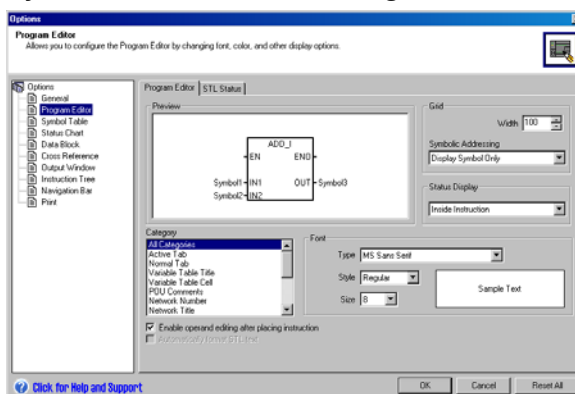 Options
Program Editor
Allows you to configure the Program Editor by changing font, color, and other display options.
Options
General
Program Editor
Symbol Table
Status Chart
Data Block
Cross Reference
Output Window
Instruction Tree
Navigation Bar
Print
Program Editor STL Status
Preview
ADD_I
EN ENO
Symbol1 IN1 OUT Symbol3
Symbol2 IN2
Grid
Width 100
Symbolic Addressing
Display Symbol Only
Status Display
Inside Instruction
Category
All Categories
Active Tab
Normal Tab
Variable Table Title
Variable Table Cell
POU Comments
Network Number
Network Title
Font
Type MS Sans Serif
Style Regular
Size 8
Sample Text
Enable operand editing after placing instruction
Automatically format STL text
Click for Help and Support
OK Cancel Reset All